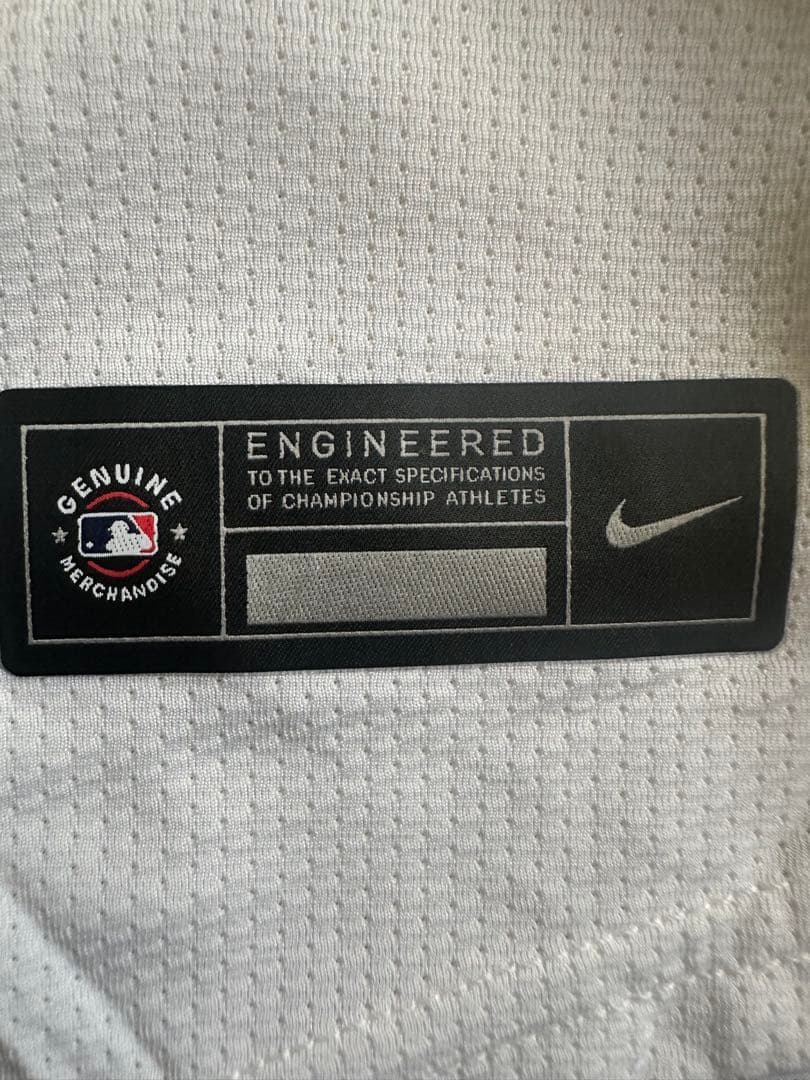 GENUINE
MERCHANDISE
ENGINEERED
TO THE EXACT SPECIFICATIONS
OF CHAMPIONSHIP ATHLETES